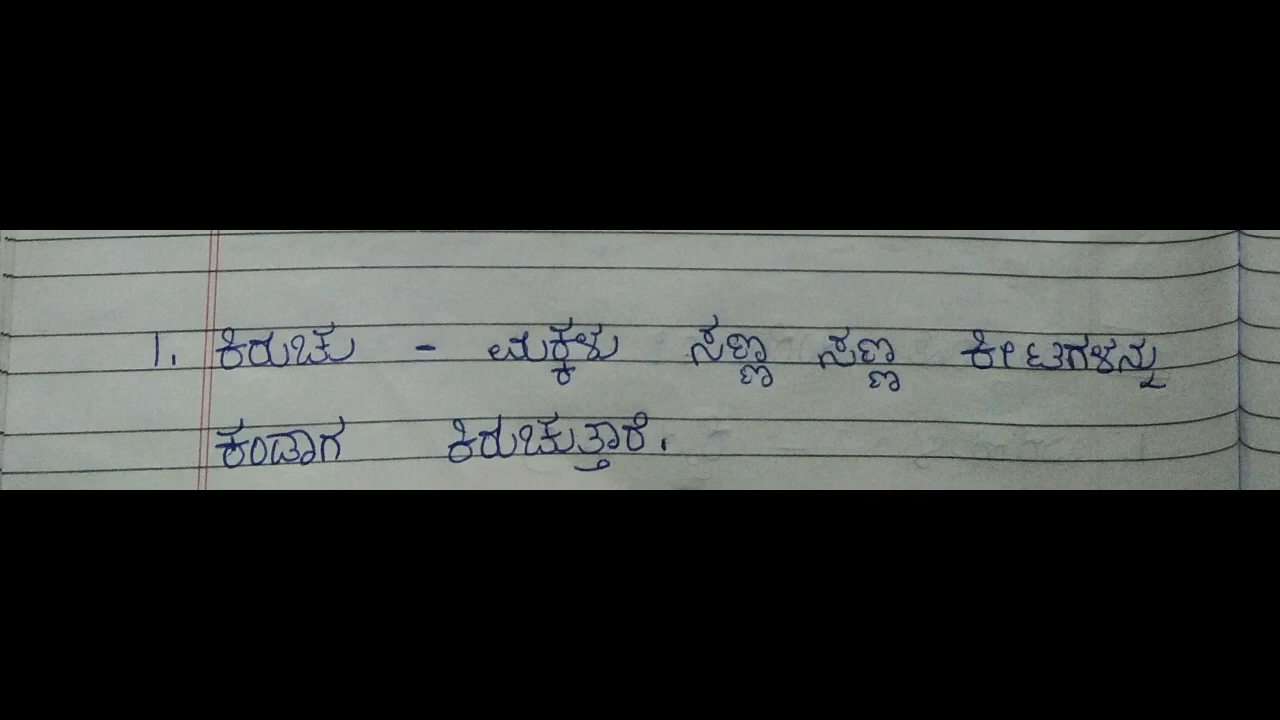 1. ಕಿರುಚು - ಮಕ್ಕಳು ಸಣ್ಣ ಸಣ್ಣ ಕೀಟಗಳನ್ನು
ಕಂಡಾಗ ಕಿರುಚುತ್ತಾರೆ.